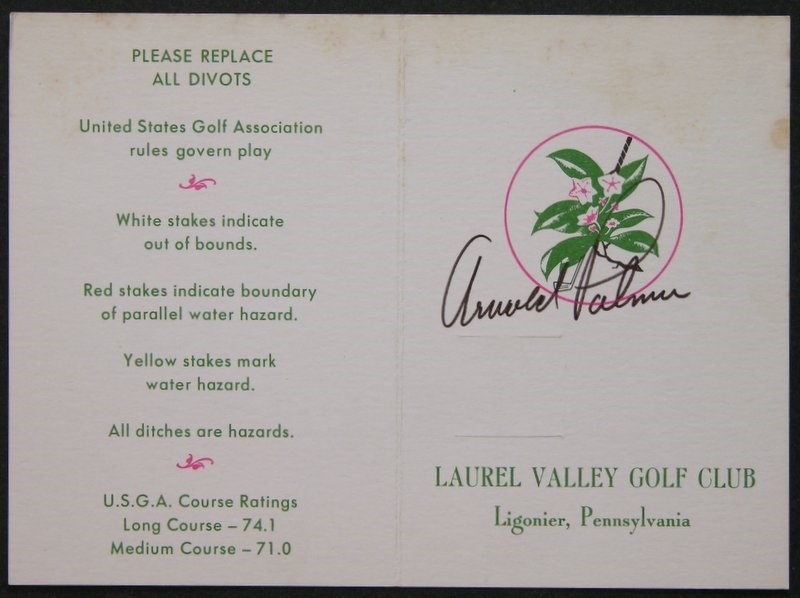 PLEASE REPLACE
ALL DIVOTS
United States Golf Association
rules govern play
White stakes indicate
out of bounds.
Red stakes indicate boundary
of parallel water hazard.
Yellow stakes mark
water hazard.
All ditches are hazards.
U.S.G.A. Course Ratings
Long Course – 74.1
Medium Course – 71.0
Arnold Palmer
LAUREL VALLEY GOLF CLUB
Ligonier, Pennsylvania